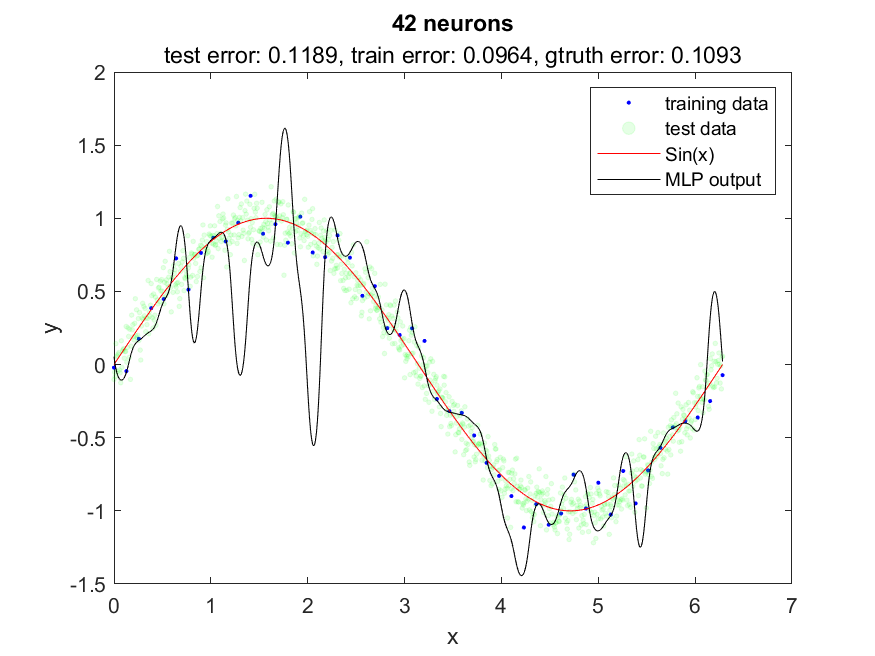 42 neurons
test error: 0.1189, train error: 0.0964, gtruth error: 0.1093
2
1.5
1
0.5
0
-0.5
-1
-1.5
y
training data
test data
Sin(x)
MLP output
0 1 2 3 4 5 6 7
x